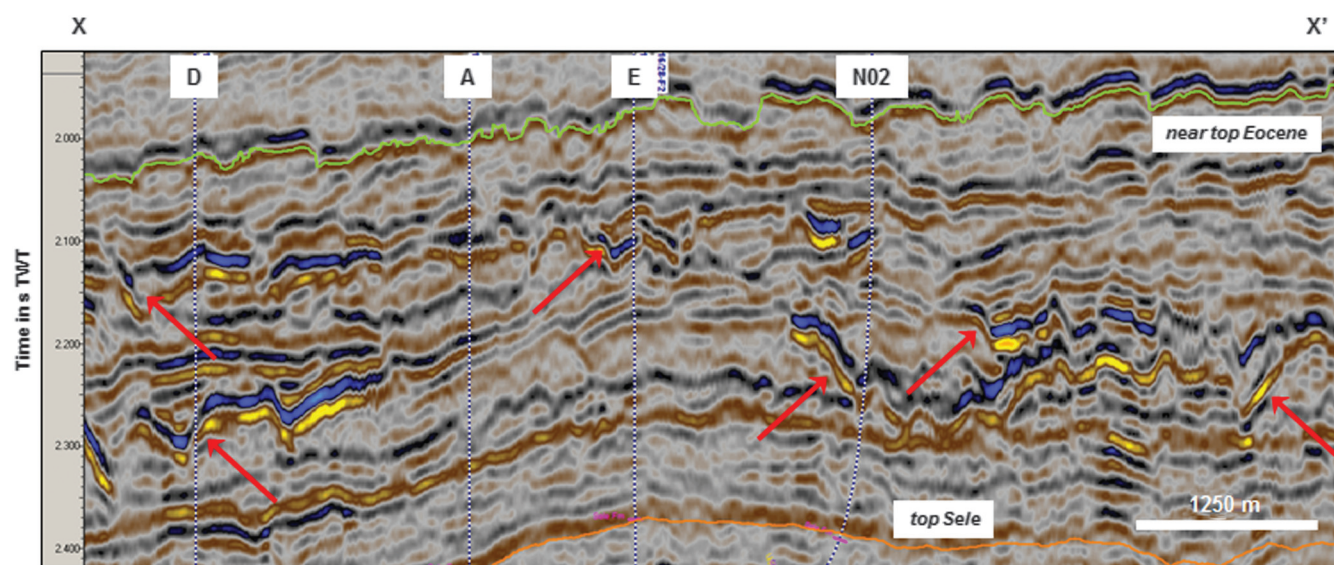 X X'
D A E N02
near top Eocene
2.000
2.100
2.200
2.300
2.400
Time in s TWT
top Sele
1250 m